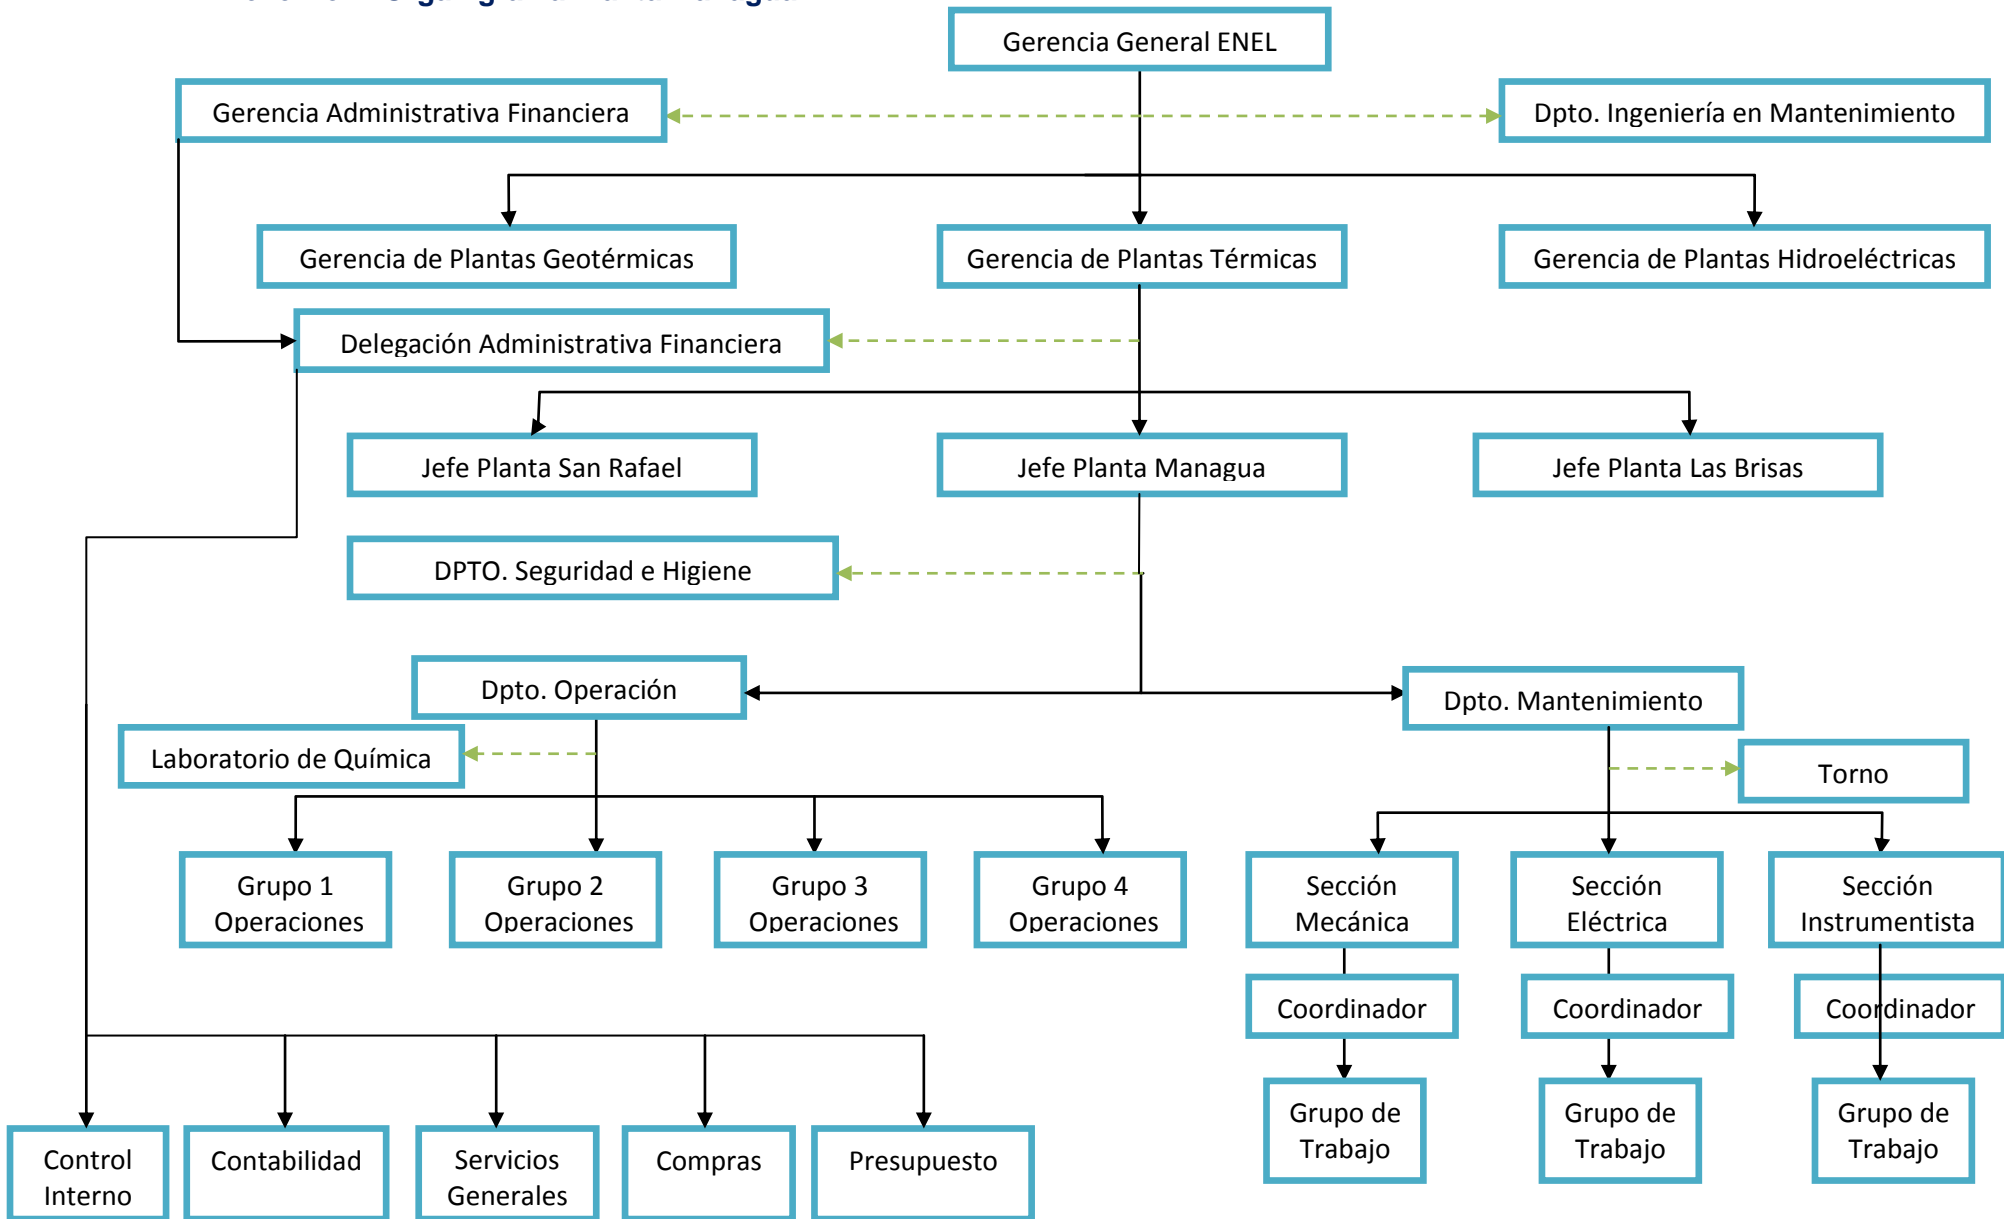 Gerencia General ENEL
Gerencia Administrativa Financiera
Dpto. Ingeniería en Mantenimiento
Gerencia de Plantas Geotérmicas
Gerencia de Plantas Térmicas
Gerencia de Plantas Hidroeléctricas
Delegación Administrativa Financiera
Jefe Planta San Rafael
Jefe Planta Managua
Jefe Planta Las Brisas
DPTO. Seguridad e Higiene
Dpto. Operación
Dpto. Mantenimiento
Laboratorio de Química
Torno
Grupo 1
Operaciones
Grupo 2
Operaciones
Grupo 3
Operaciones
Grupo 4
Operaciones
Sección
Mecánica
Sección
Eléctrica
Sección
Instrumentista
Coordinador
Coordinador
Coordinador
Grupo de
Trabajo
Grupo de
Trabajo
Grupo de
Trabajo
Control
Interno
Contabilidad
Servicios
Generales
Compras
Presupuesto